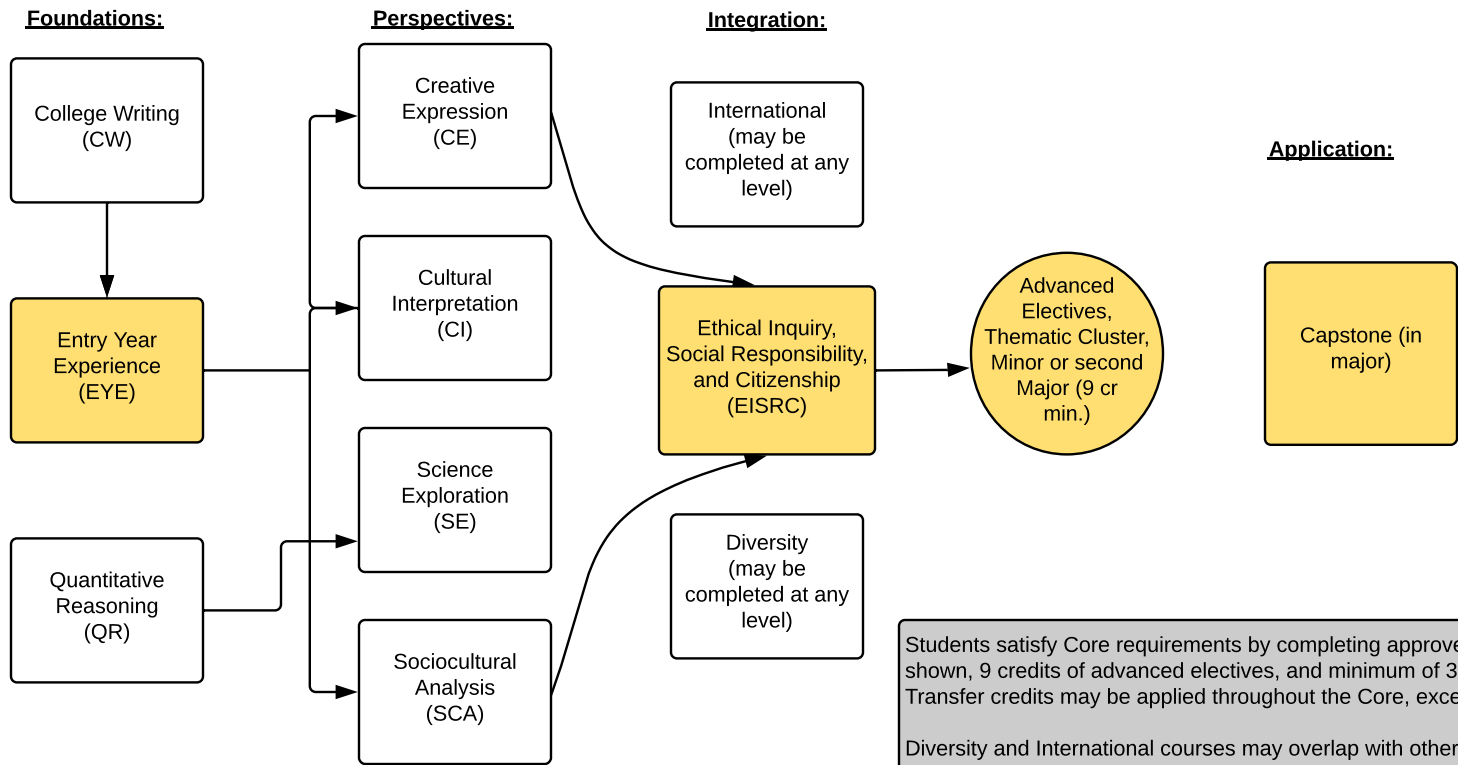 Foundations:
College Writing
(CW)
Entry Year
Experience
(EYE)
Quantitative
Reasoning
(QR)
Perspectives:
Creative
Expression
(CE)
Cultural
Interpretation
(CI)
Science
Exploration
(SE)
Sociocultural
Analysis
(SCA)
Integration:
International
(may be
completed at any
level)
Ethical Inquiry,
Social Responsibility,
and Citizenship
(EISRC)
Diversity
(may be
completed at any
level)
Advanced
Electives,
Thematic Cluster,
Minor or second
Major (9 cr
min.)
Application:
Capstone (in
major)
Students satisfy Core requirements by completing
shown, 9 credits of advanced electives, and minimum of 3
Transfer credits may be applied throughout the Core,
Diversity and International courses may overlap with other